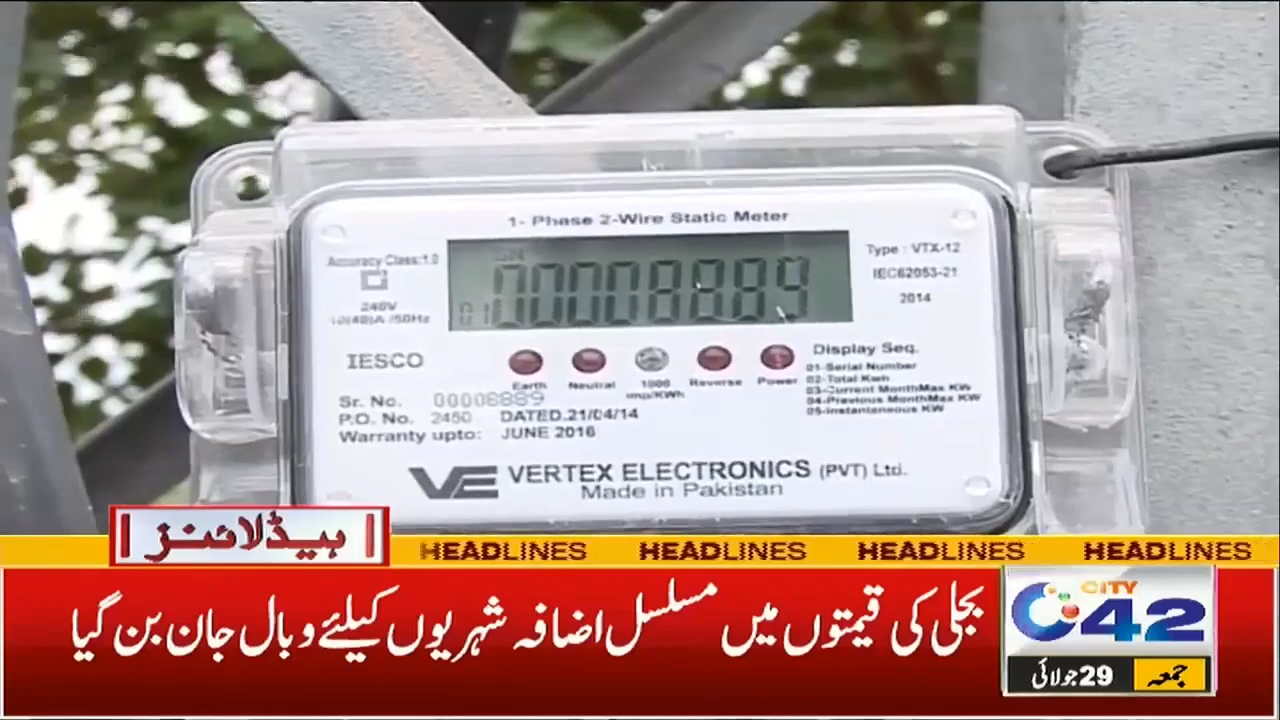 1- Phase 2-Wire Static Meter
Accuracy Class:1.0
240V
10(40)A /50Hz
01 00008889
Type : VTX-12
IEC62053-21
2014
IESCO
Earth Neutral 1000 imp/KWh Reverse Power
Display Seq.
01-Serial Number
02-Total Kwh
03-Current MonthMax KW
04-Previous MonthMax KW
05-Instantaneous KW
Sr. No. 00008889
P.O. No. 2450 DATED.21/04/14
Warranty upto: JUNE 2016
VE VERTEX ELECTRONICS (PVT) Ltd.
Made in Pakistan
ہیڈلائنز
HEADLINES HEADLINES HEADLINES HEADLINES
بجلی کی قیمتوں میں مسلسل اضافہ شہریوں کیلئے وبال جان بن گیا
CITY
42
جمعہ 29 جولائی